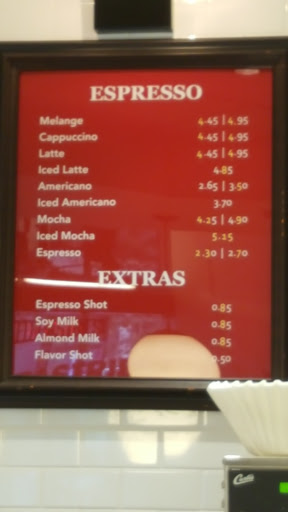 ESPRESSO
Melange 4.45 | 4.95
Cappuccino 4.45 | 4.95
Latte 4.45 | 4.95
Iced Latte 4.85
Americano 2.65 | 3.50
Iced Americano 3.70
Mocha 4.25 | 4.90
Iced Mocha 5.15
Espresso 2.30 | 2.70
EXTRAS
Espresso Shot 0.85
Soy Milk 0.85
Almond Milk 0.85
Flavor Shot 0.50
Curtis